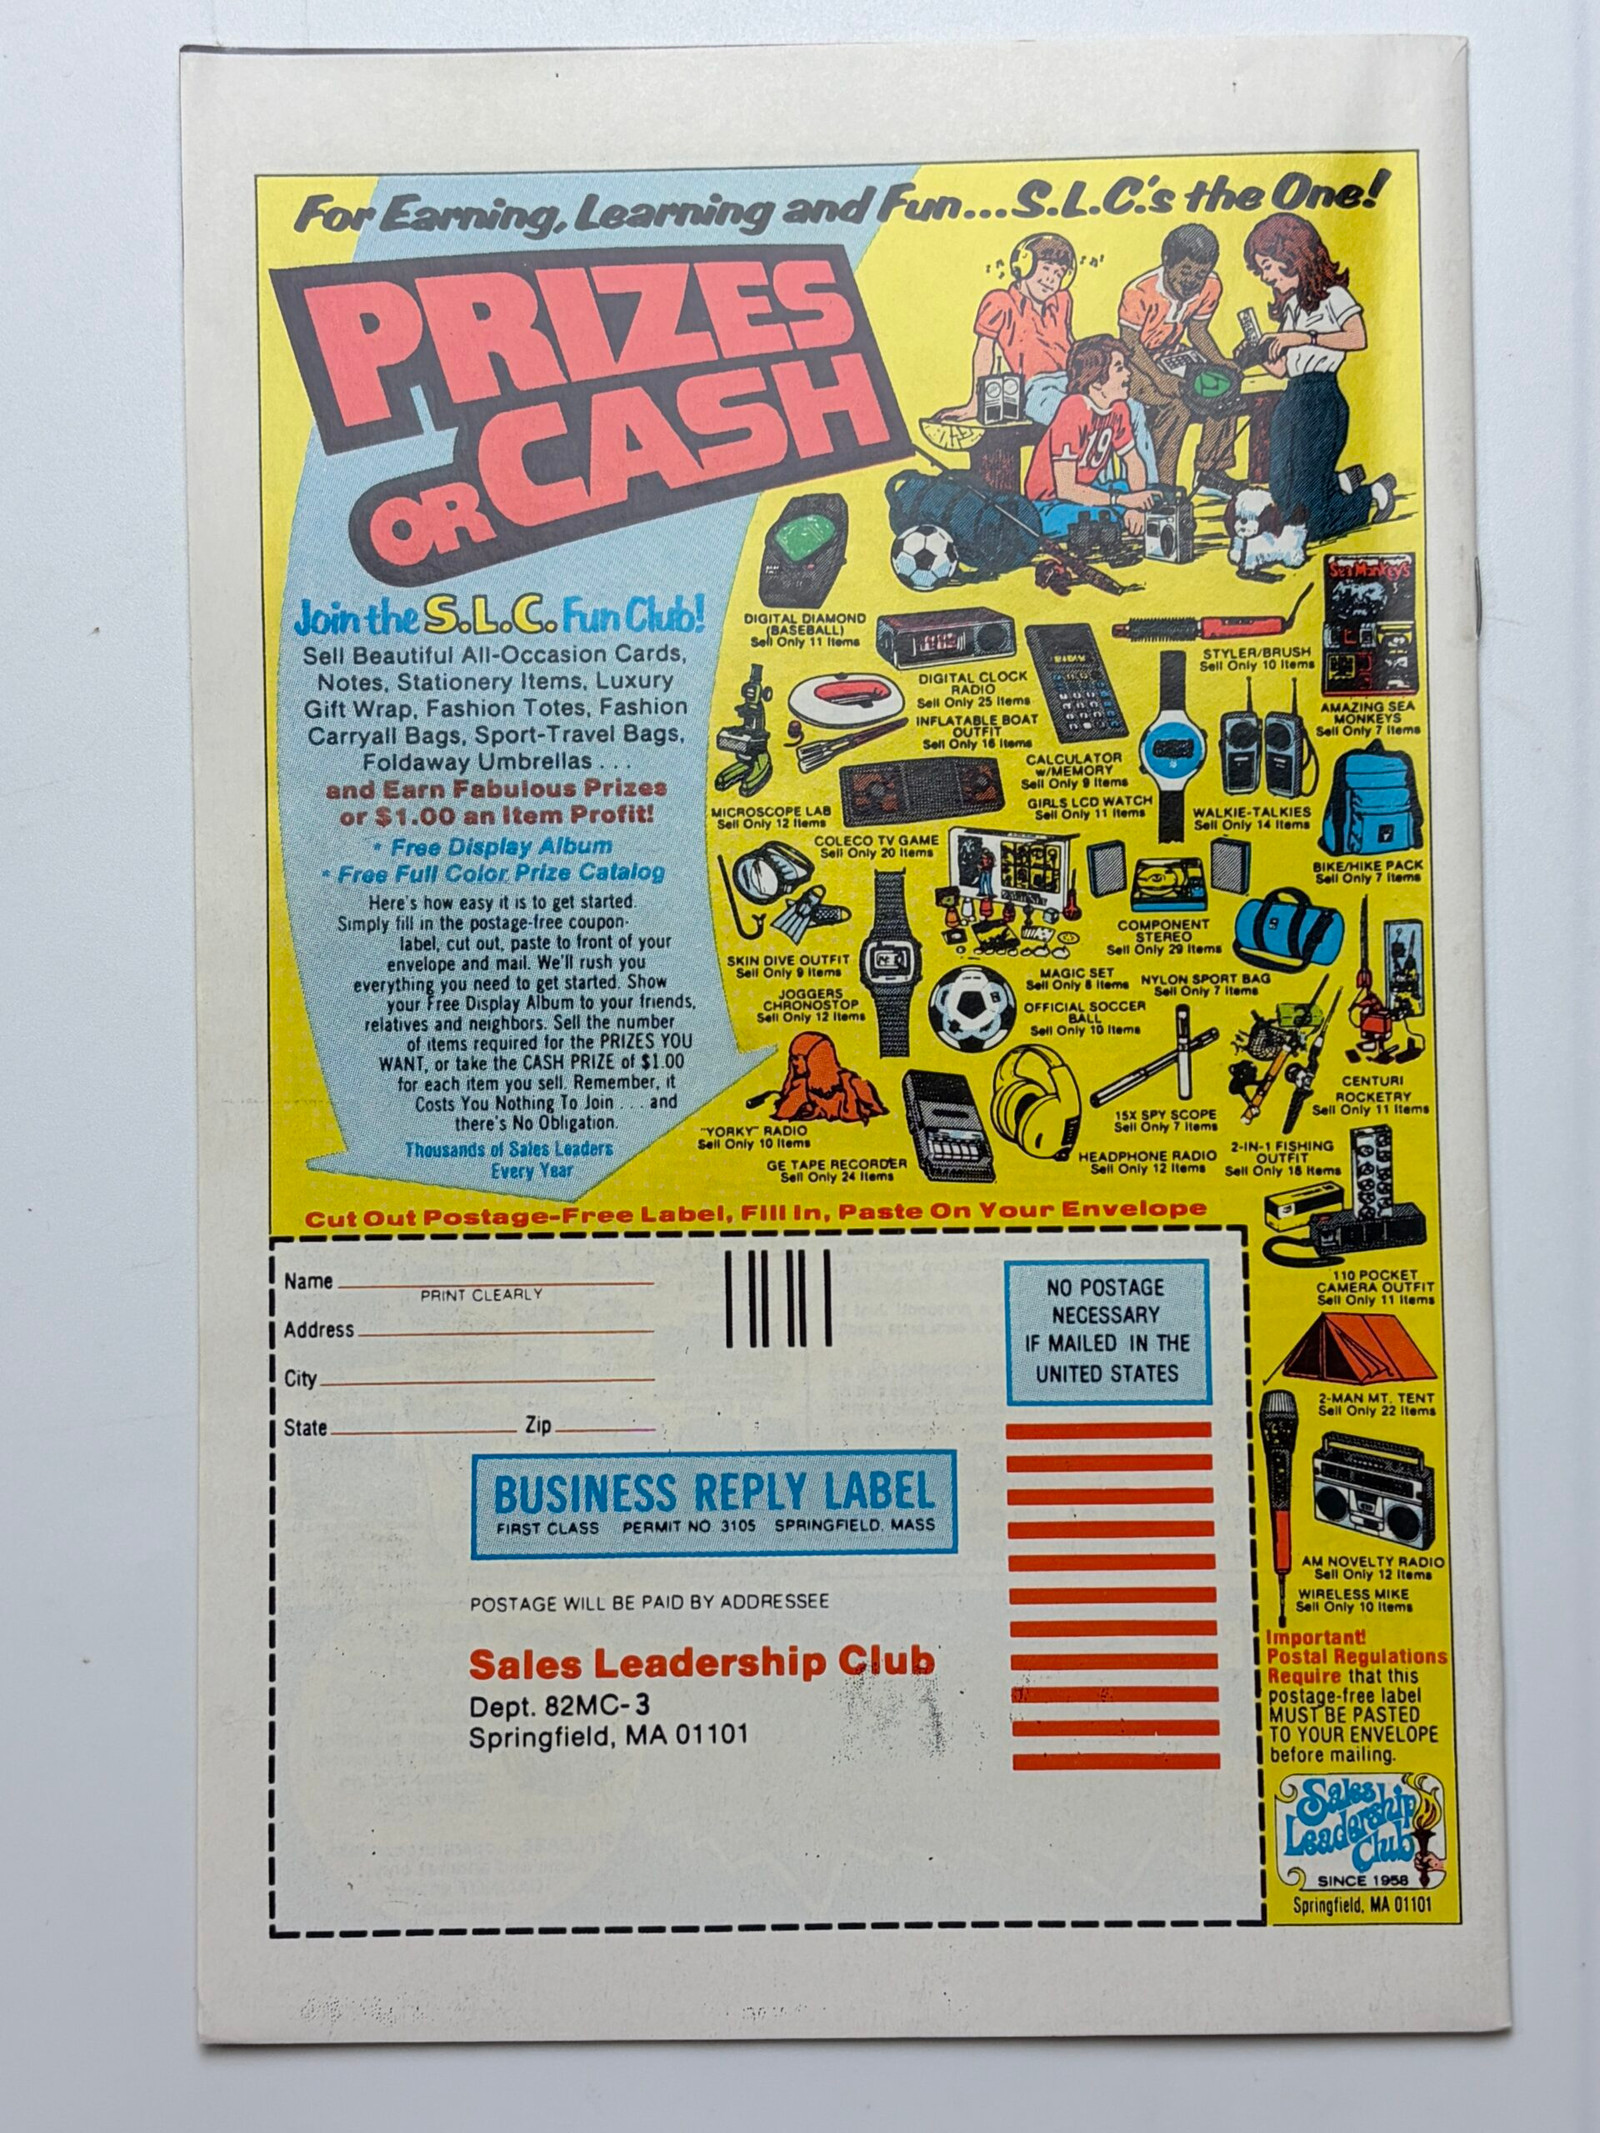 For Earning, Learning and Fun...S.L.C.'s the One!
PRIZES
OR CASH
Join the S.L.C. Fun Club!
Sell Beautiful All-Occasion Cards,
Notes, Stationery Items, Luxury
Gift Wrap, Fashion Totes, Fashion
Carryall Bags, Sport-Travel Bags,
Foldaway Umbrellas . . .
and Earn Fabulous Prizes
or $1.00 an Item Profit!
* Free Display Album
* Free Full Color Prize Catalog
Here's how easy it is to get started.
Simply fill in the postage-free coupon-
label, cut out, paste to front of your
envelope and mail. We'll rush you
everything you need to get started. Show
your Free Display Album to your friends,
relatives and neighbors. Sell the number
of items required for the PRIZES YOU
WANT, or take the CASH PRIZE of $1.00
for each item you sell. Remember, it
Costs You Nothing To Join . . . and
there's No Obligation.
Thousands of Sales Leaders
Every Year
19
DIGITAL DIAMOND
(BASEBALL)
Sell Only 11 Items
DIGITAL CLOCK
RADIO
Sell Only 25 Items
STYLER/BRUSH
Sell Only 10 Items
Sea Monkeys
AMAZING SEA
MONKEYS
Sell Only 7 Items
INFLATABLE BOAT
OUTFIT
Sell Only 16 Items
CALCULATOR
w/MEMORY
Sell Only 9 Items
MICROSCOPE LAB
Sell Only 12 Items
GIRLS LCD WATCH
Sell Only 11 Items
WALKIE-TALKIES
Sell Only 14 Items
COLECO TV GAME
Sell Only 20 Items
BIKE/HIKE PACK
Sell Only 7 Items
COMPONENT
STEREO
Sell Only 29 Items
SKIN DIVE OUTFIT
Sell Only 9 Items
MAGIC SET
Sell Only 8 Items
NYLON SPORT BAG
Sell Only 7 Items
JOGGERS
CHRONOSTOP
Sell Only 12 Items
OFFICIAL SOCCER
BALL
Sell Only 10 Items
CENTURI
ROCKETRY
Sell Only 11 Items
"YORKY" RADIO
Sell Only 10 Items
15X SPY SCOPE
Sell Only 7 Items
GE TAPE RECORDER
Sell Only 24 Items
HEADPHONE RADIO
Sell Only 12 Items
2-IN-1 FISHING
OUTFIT
Sell Only 18 Items
110 POCKET
CAMERA OUTFIT
Sell Only 11 Items
2-MAN MT. TENT
Sell Only 22 Items
AM NOVELTY RADIO
Sell Only 12 Items
WIRELESS MIKE
Sell Only 10 Items
Important!
Postal Regulations
Require that this
postage-free label
MUST BE PASTED
TO YOUR ENVELOPE
before mailing.
Sales
Leadership
Club
SINCE 1958
Springfield, MA 01101
Cut Out Postage-Free Label, Fill In, Paste On Your Envelope
Name
PRINT CLEARLY
Address
City
State Zip
NO POSTAGE
NECESSARY
IF MAILED IN THE
UNITED STATES
BUSINESS REPLY LABEL
FIRST CLASS PERMIT NO 3105 SPRINGFIELD, MASS
POSTAGE WILL BE PAID BY ADDRESSEE
Sales Leadership Club
Dept. 82MC-3
Springfield, MA 01101